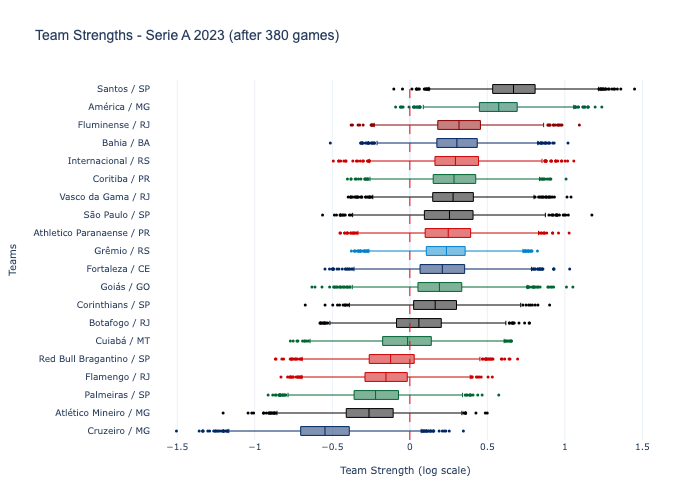 Team Strengths - Serie A 2023 (after 380 games)
Santos / SP
América / MG
Fluminense / RJ
Bahia / BA
Internacional / RS
Coritiba / PR
Vasco da Gama / RJ
São Paulo / SP
Athletico Paranaense / PR
Grêmio / RS
Fortaleza / CE
Goiás / GO
Corinthians / SP
Botafogo / RJ
Cuiabá / MT
Red Bull Bragantino / SP
Flamengo / RJ
Palmeiras / SP
Atlético Mineiro / MG
Cruzeiro / MG
Teams
−1.5 −1 −0.5 0 0.5 1 1.5
Team Strength (log scale)